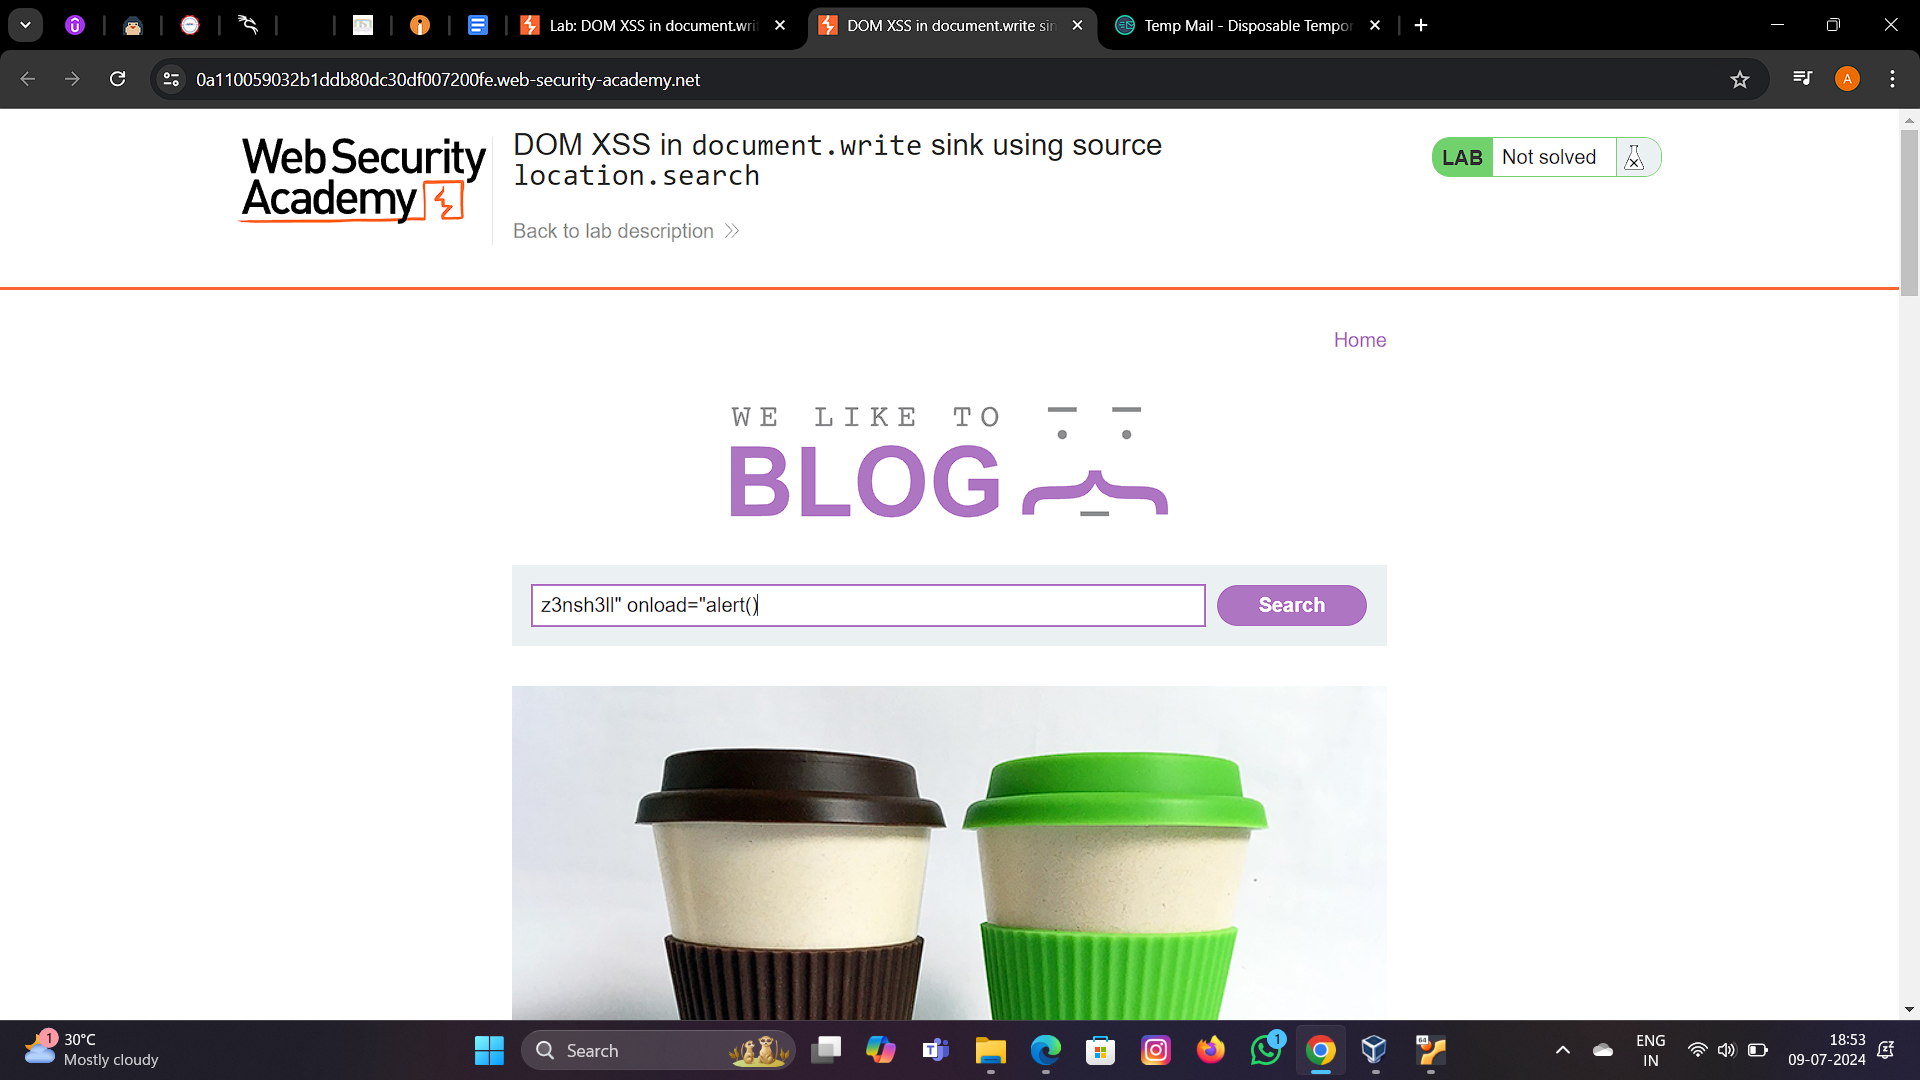 Lab: DOM XSS in document.wri
DOM XSS in document.write sin
Temp Mail - Disposable Tempor
0a110059032b1ddb80dc30df007200fe.web-security-academy.net
A
Web Security
Academy
DOM XSS in document.write sink using source
location.search
Back to lab description
LAB Not solved
Home
WE LIKE TO
BLOG
z3nsh3ll" onload="alert()
Search
1
30°C
Mostly cloudy
Search
1
64
ENG
IN
18:53
09-07-2024